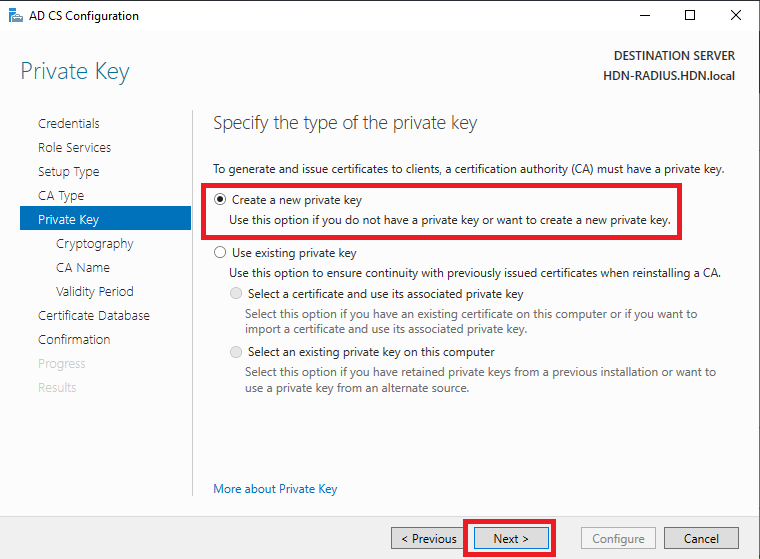 AD CS Configuration
Private Key
DESTINATION SERVER
HDN-RADIUS.HDN.local
Credentials
Role Services
Setup Type
CA Type
Private Key
Cryptography
CA Name
Validity Period
Certificate Database
Confirmation
Progress
Results
Specify the type of the private key
To generate and issue certificates to clients, a certification authority (CA) must have a private key.
Create a new private key
Use this option if you do not have a private key or want to create a new private key.
Use existing private key
Use this option to ensure continuity with previously issued certificates when reinstalling a CA.
Select a certificate and use its associated private key
Select this option if you have an existing certificate on this computer or if you want to
import a certificate and use its associated private key.
Select an existing private key on this computer
Select this option if you have retained private keys from a previous installation or want to
use a private key from an alternate source.
More about Private Key
< Previous
Next >
Configure
Cancel